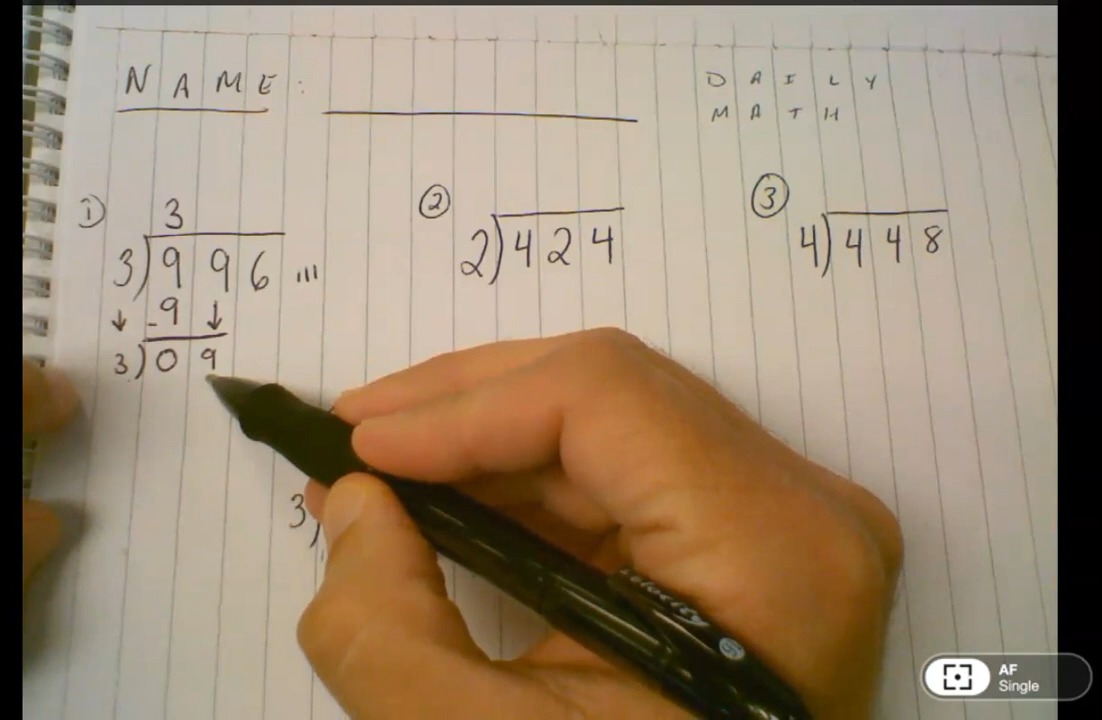 NAME: DAILY
MATH
① 3 ② ③
3)996 ... 2)424 4)448
↓ -9 ↓
3)09
3)
velocity
AF
Single